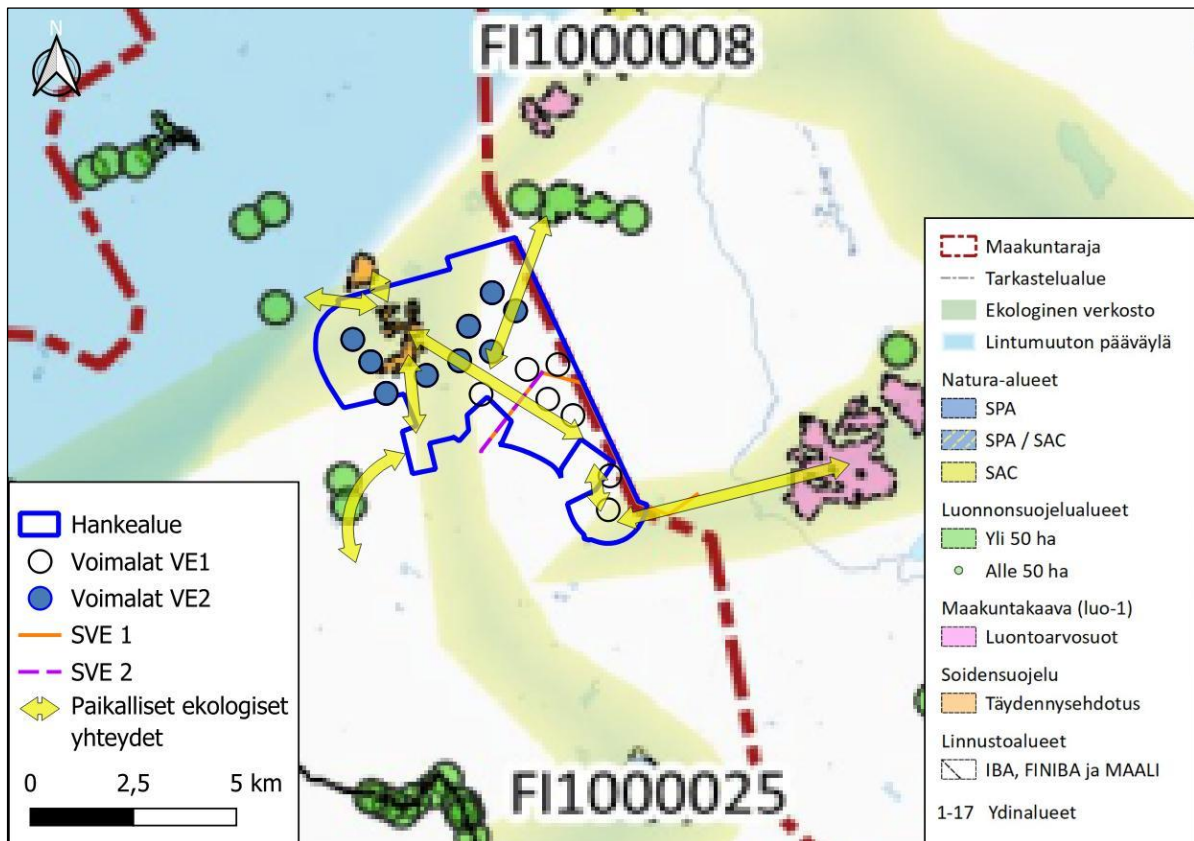 N
FI1000008
Maakuntaraja
Tarkastelualue
Ekologinen verkosto
Lintumuuton pääväylä
Natura-alueet
SPA
SPA / SAC
SAC
Luonnonsuojelualueet
Yli 50 ha
Alle 50 ha
Maakuntakaava (luo-1)
Luontoarvosuot
Soidensuojelu
Täydennysehdotus
Linnustoalueet
IBA, FINIBA ja MAALI
1-17 Ydinalueet
Hankealue
Voimalat VE1
Voimalat VE2
SVE 1
SVE 2
Paikalliset ekologiset
yhteydet
0 2,5 5 km
FI1000025